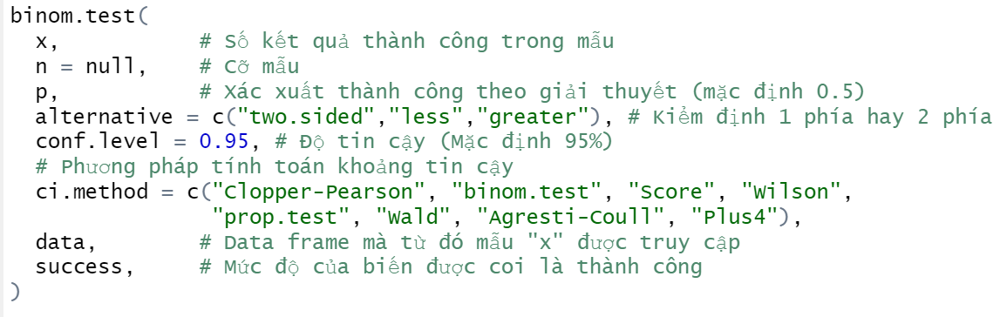 binom.test(
  x,           # Số kết quả thành công trong mẫu
  n = null,    # Cỡ mẫu
  p,           # Xác xuất thành công theo giải thuyết (mặc định 0.5)
  alternative = c("two.sided","less","greater"), # Kiểm định 1 phía hay 2 phía
  conf.level = 0.95, # Độ tin cậy (Mặc định 95%)
  # Phương pháp tính toán khoảng tin cậy
  ci.method = c("Clopper-Pearson", "binom.test", "Score", "Wilson",
                "prop.test", "Wald", "Agresti-Coull", "Plus4"),
  data,        # Data frame mà từ đó mẫu "x" được truy cập
  success,     # Mức độ của biến được coi là thành công
)